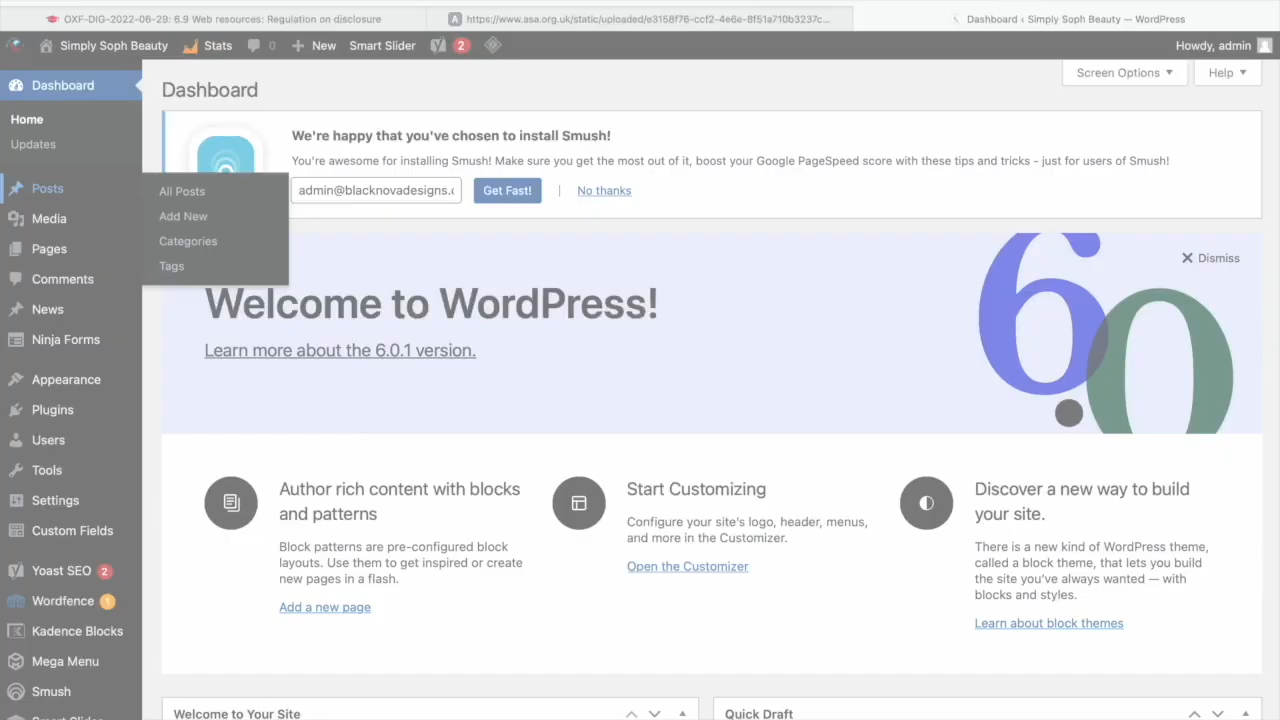 OXF-DIG-2022-06-29: 6.9 Web resources: Regulation on disclosure
A https://www.asa.org.uk/static/uploaded/e3158f76-ccf2-4e6e-8f51a710b3237c...
Dashboard ‹ Simply Soph Beauty — WordPress
Simply Soph Beauty Stats 0 New Smart Slider 2
Howdy, admin
Dashboard
Home
Updates
Posts
All Posts
Add New
Categories
Tags
Media
Pages
Comments
News
Ninja Forms
Appearance
Plugins
Users
Tools
Settings
Custom Fields
Yoast SEO 2
Wordfence 1
Kadence Blocks
Mega Menu
Smush
Screen Options Help
Dashboard
We're happy that you've chosen to install Smush!
You're awesome for installing Smush! Make sure you get the most out of it, boost your Google PageSpeed score with these tips and tricks - just for users of Smush!
admin@blacknovadesigns.c Get Fast! | No thanks
6.0
Dismiss
Welcome to WordPress!
Learn more about the 6.0.1 version.
Author rich content with blocks
and patterns
Block patterns are pre-configured block
layouts. Use them to get inspired or create
new pages in a flash.
Add a new page
Start Customizing
Configure your site's logo, header, menus,
and more in the Customizer.
Open the Customizer
Discover a new way to build
your site.
There is a new kind of WordPress theme,
called a block theme, that lets you build
the site you've always wanted — with
blocks and styles.
Learn about block themes
Welcome to Your Site
Quick Draft